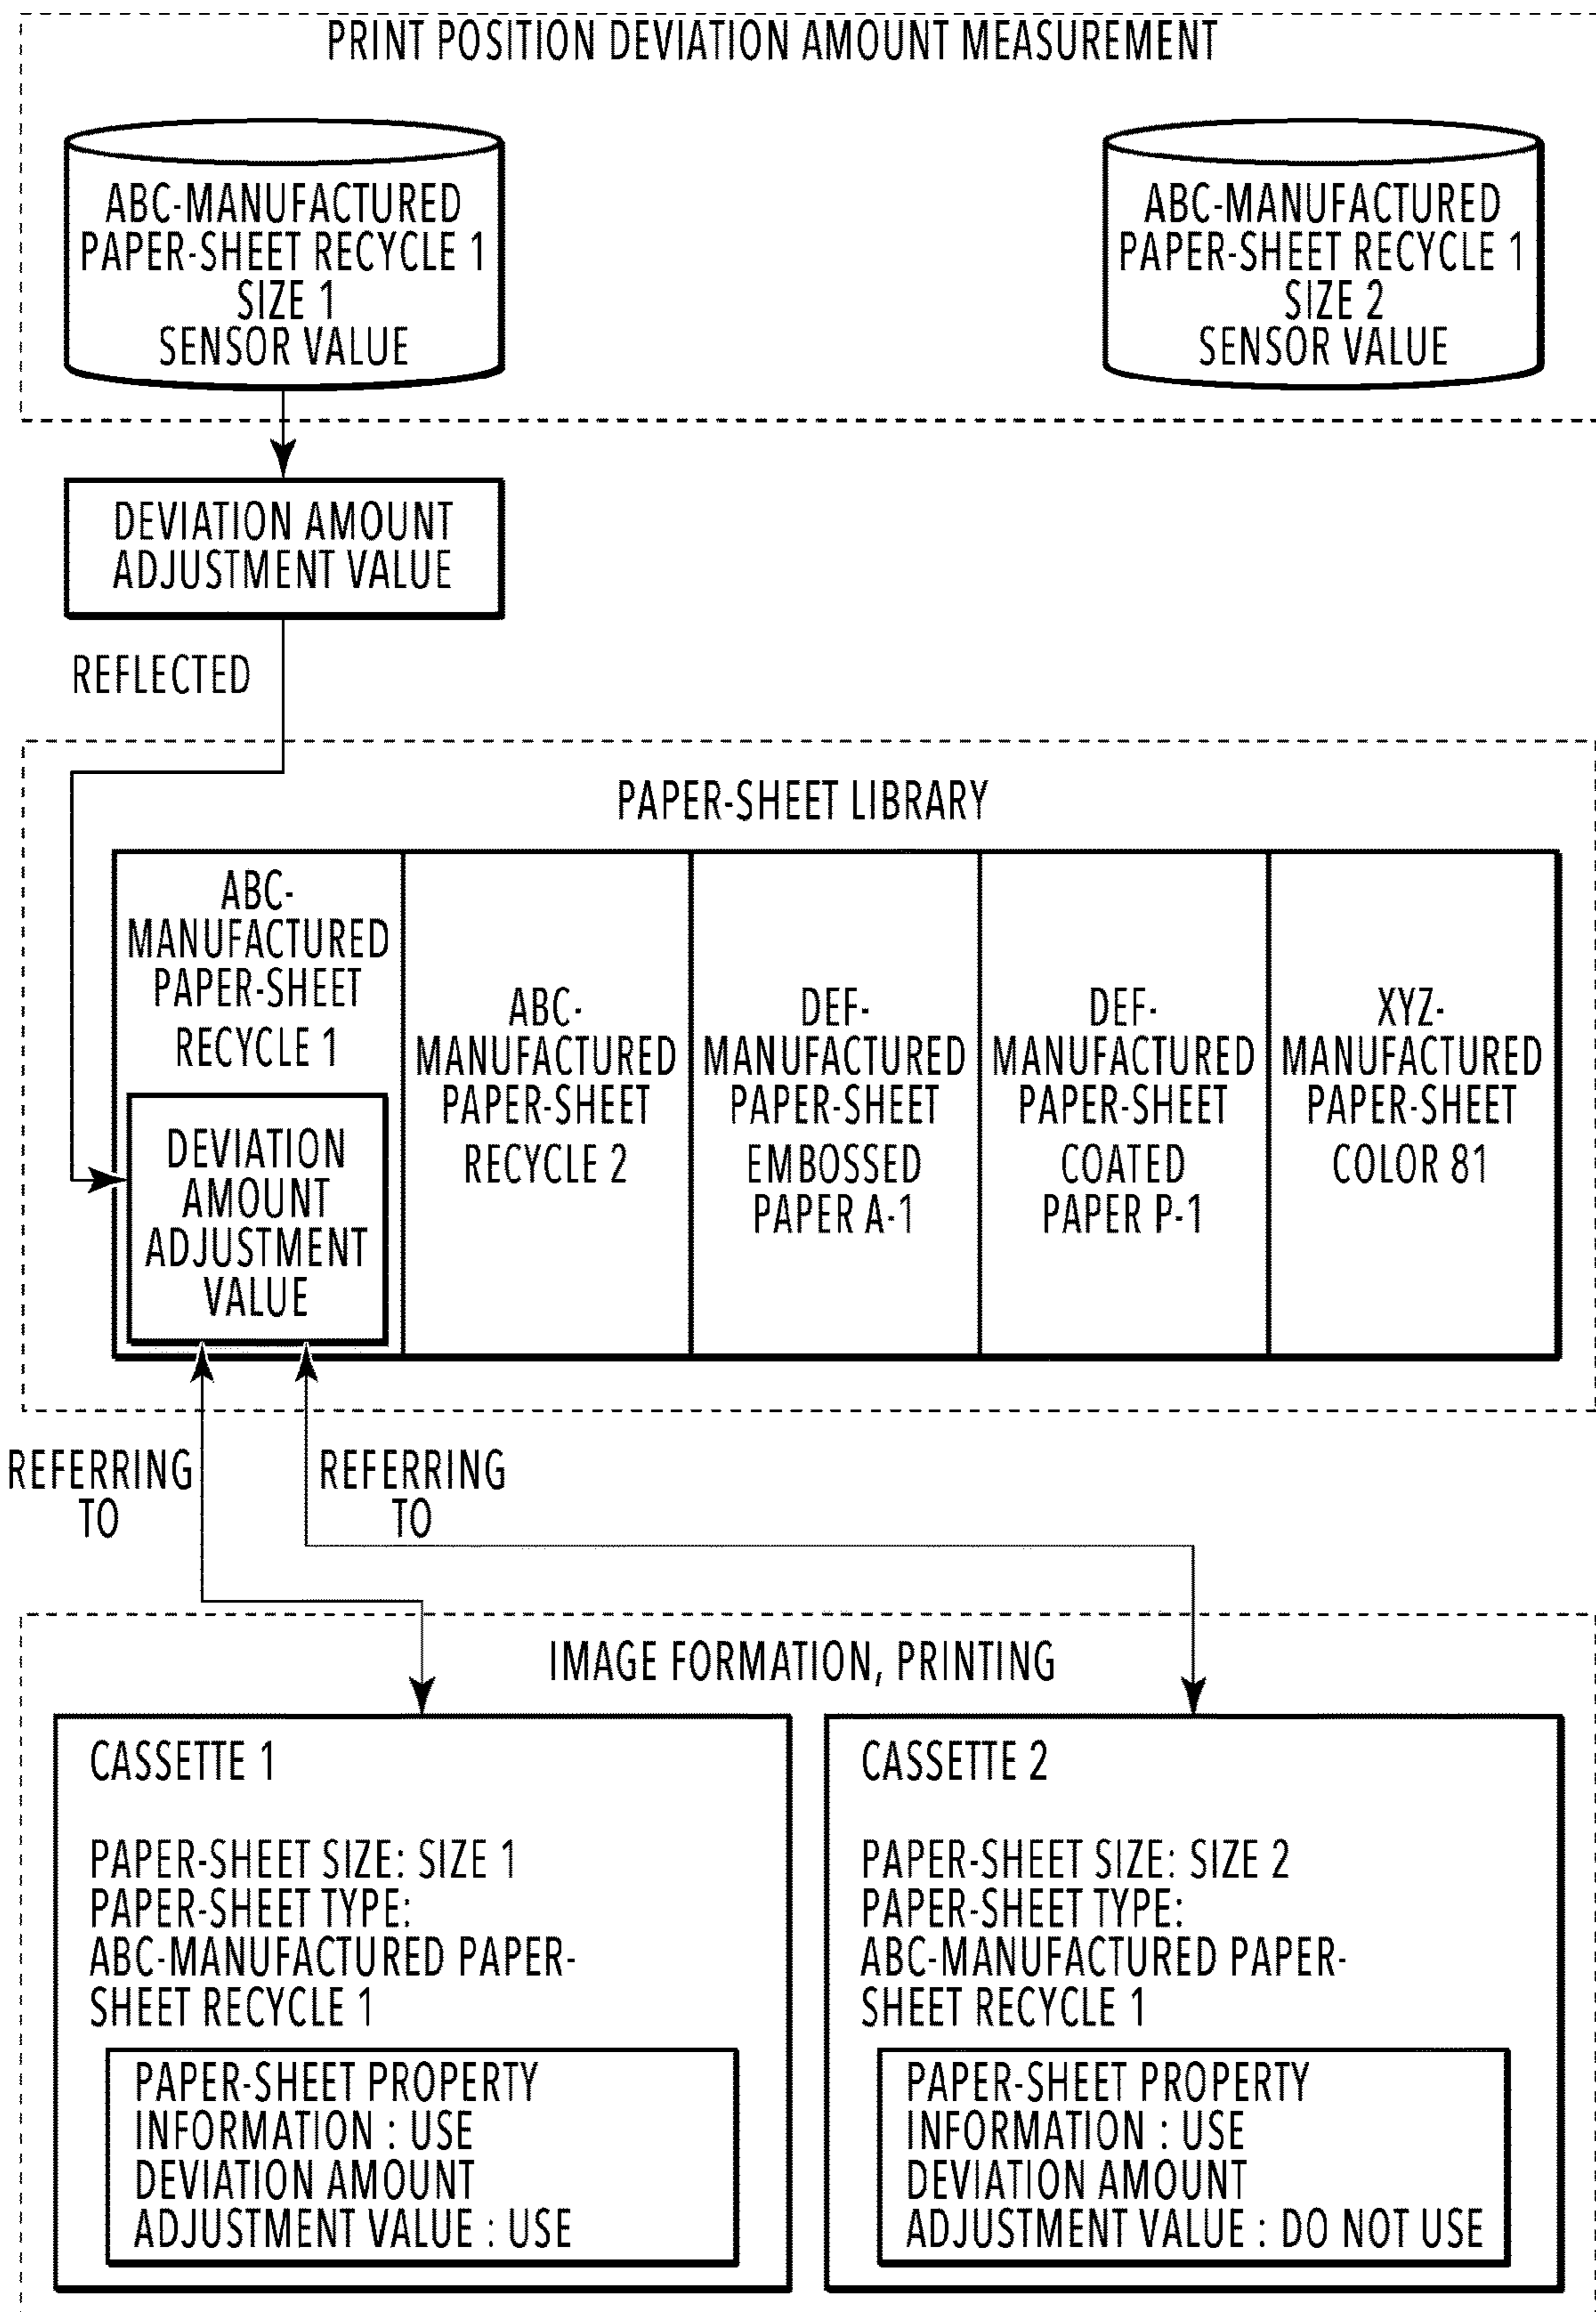 PRINT POSITION DEVIATION AMOUNT MEASUREMENT
ABC-MANUFACTURED
PAPER-SHEET RECYCLE 1
SIZE 1
SENSOR VALUE
ABC-MANUFACTURED
PAPER-SHEET RECYCLE 1
SIZE 2
SENSOR VALUE
DEVIATION AMOUNT
ADJUSTMENT VALUE
REFLECTED
PAPER-SHEET LIBRARY
ABC-
MANUFACTURED
PAPER-SHEET
RECYCLE 1
DEVIATION
AMOUNT
ADJUSTMENT
VALUE
ABC-
MANUFACTURED
PAPER-SHEET
RECYCLE 2
DEF-
MANUFACTURED
PAPER-SHEET
EMBOSSED
PAPER A-1
DEF-
MANUFACTURED
PAPER-SHEET
COATED
PAPER P-1
XYZ-
MANUFACTURED
PAPER-SHEET
COLOR 81
REFERRING
TO
REFERRING
TO
IMAGE FORMATION, PRINTING
CASSETTE 1
PAPER-SHEET SIZE: SIZE 1
PAPER-SHEET TYPE:
ABC-MANUFACTURED PAPER-
SHEET RECYCLE 1
PAPER-SHEET PROPERTY
INFORMATION : USE
DEVIATION AMOUNT
ADJUSTMENT VALUE : USE
CASSETTE 2
PAPER-SHEET SIZE: SIZE 2
PAPER-SHEET TYPE:
ABC-MANUFACTURED PAPER-
SHEET RECYCLE 1
PAPER-SHEET PROPERTY
INFORMATION : USE
DEVIATION AMOUNT
ADJUSTMENT VALUE : DO NOT USE